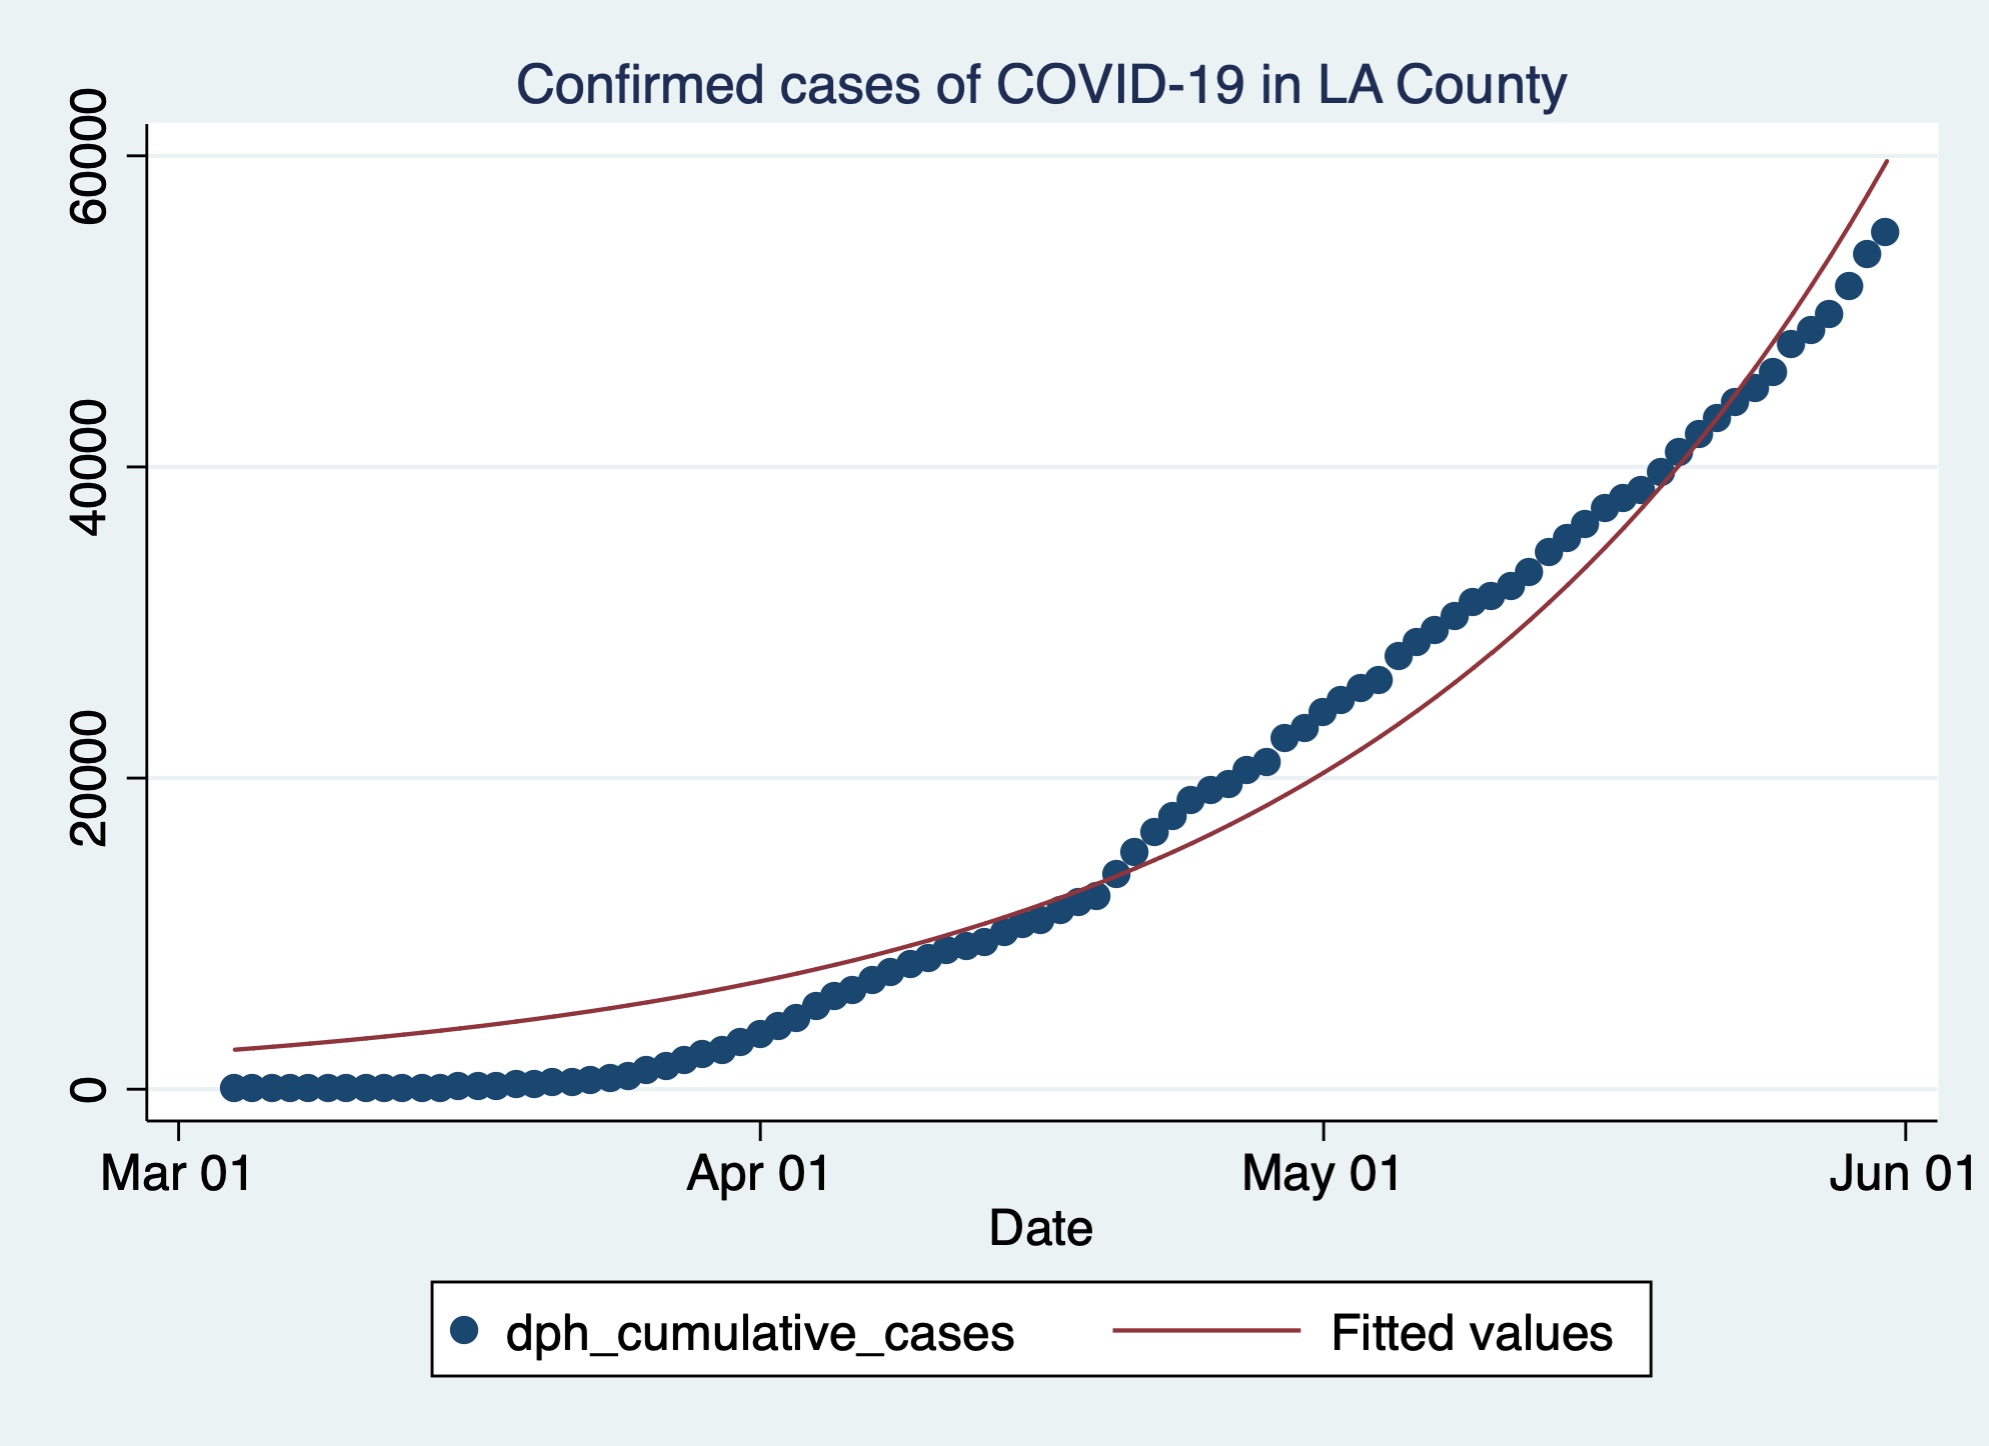 Confirmed cases of COVID-19 in LA County
60000
40000
20000
0
Mar 01 Apr 01 May 01 Jun 01
Date
dph_cumulative_cases Fitted values